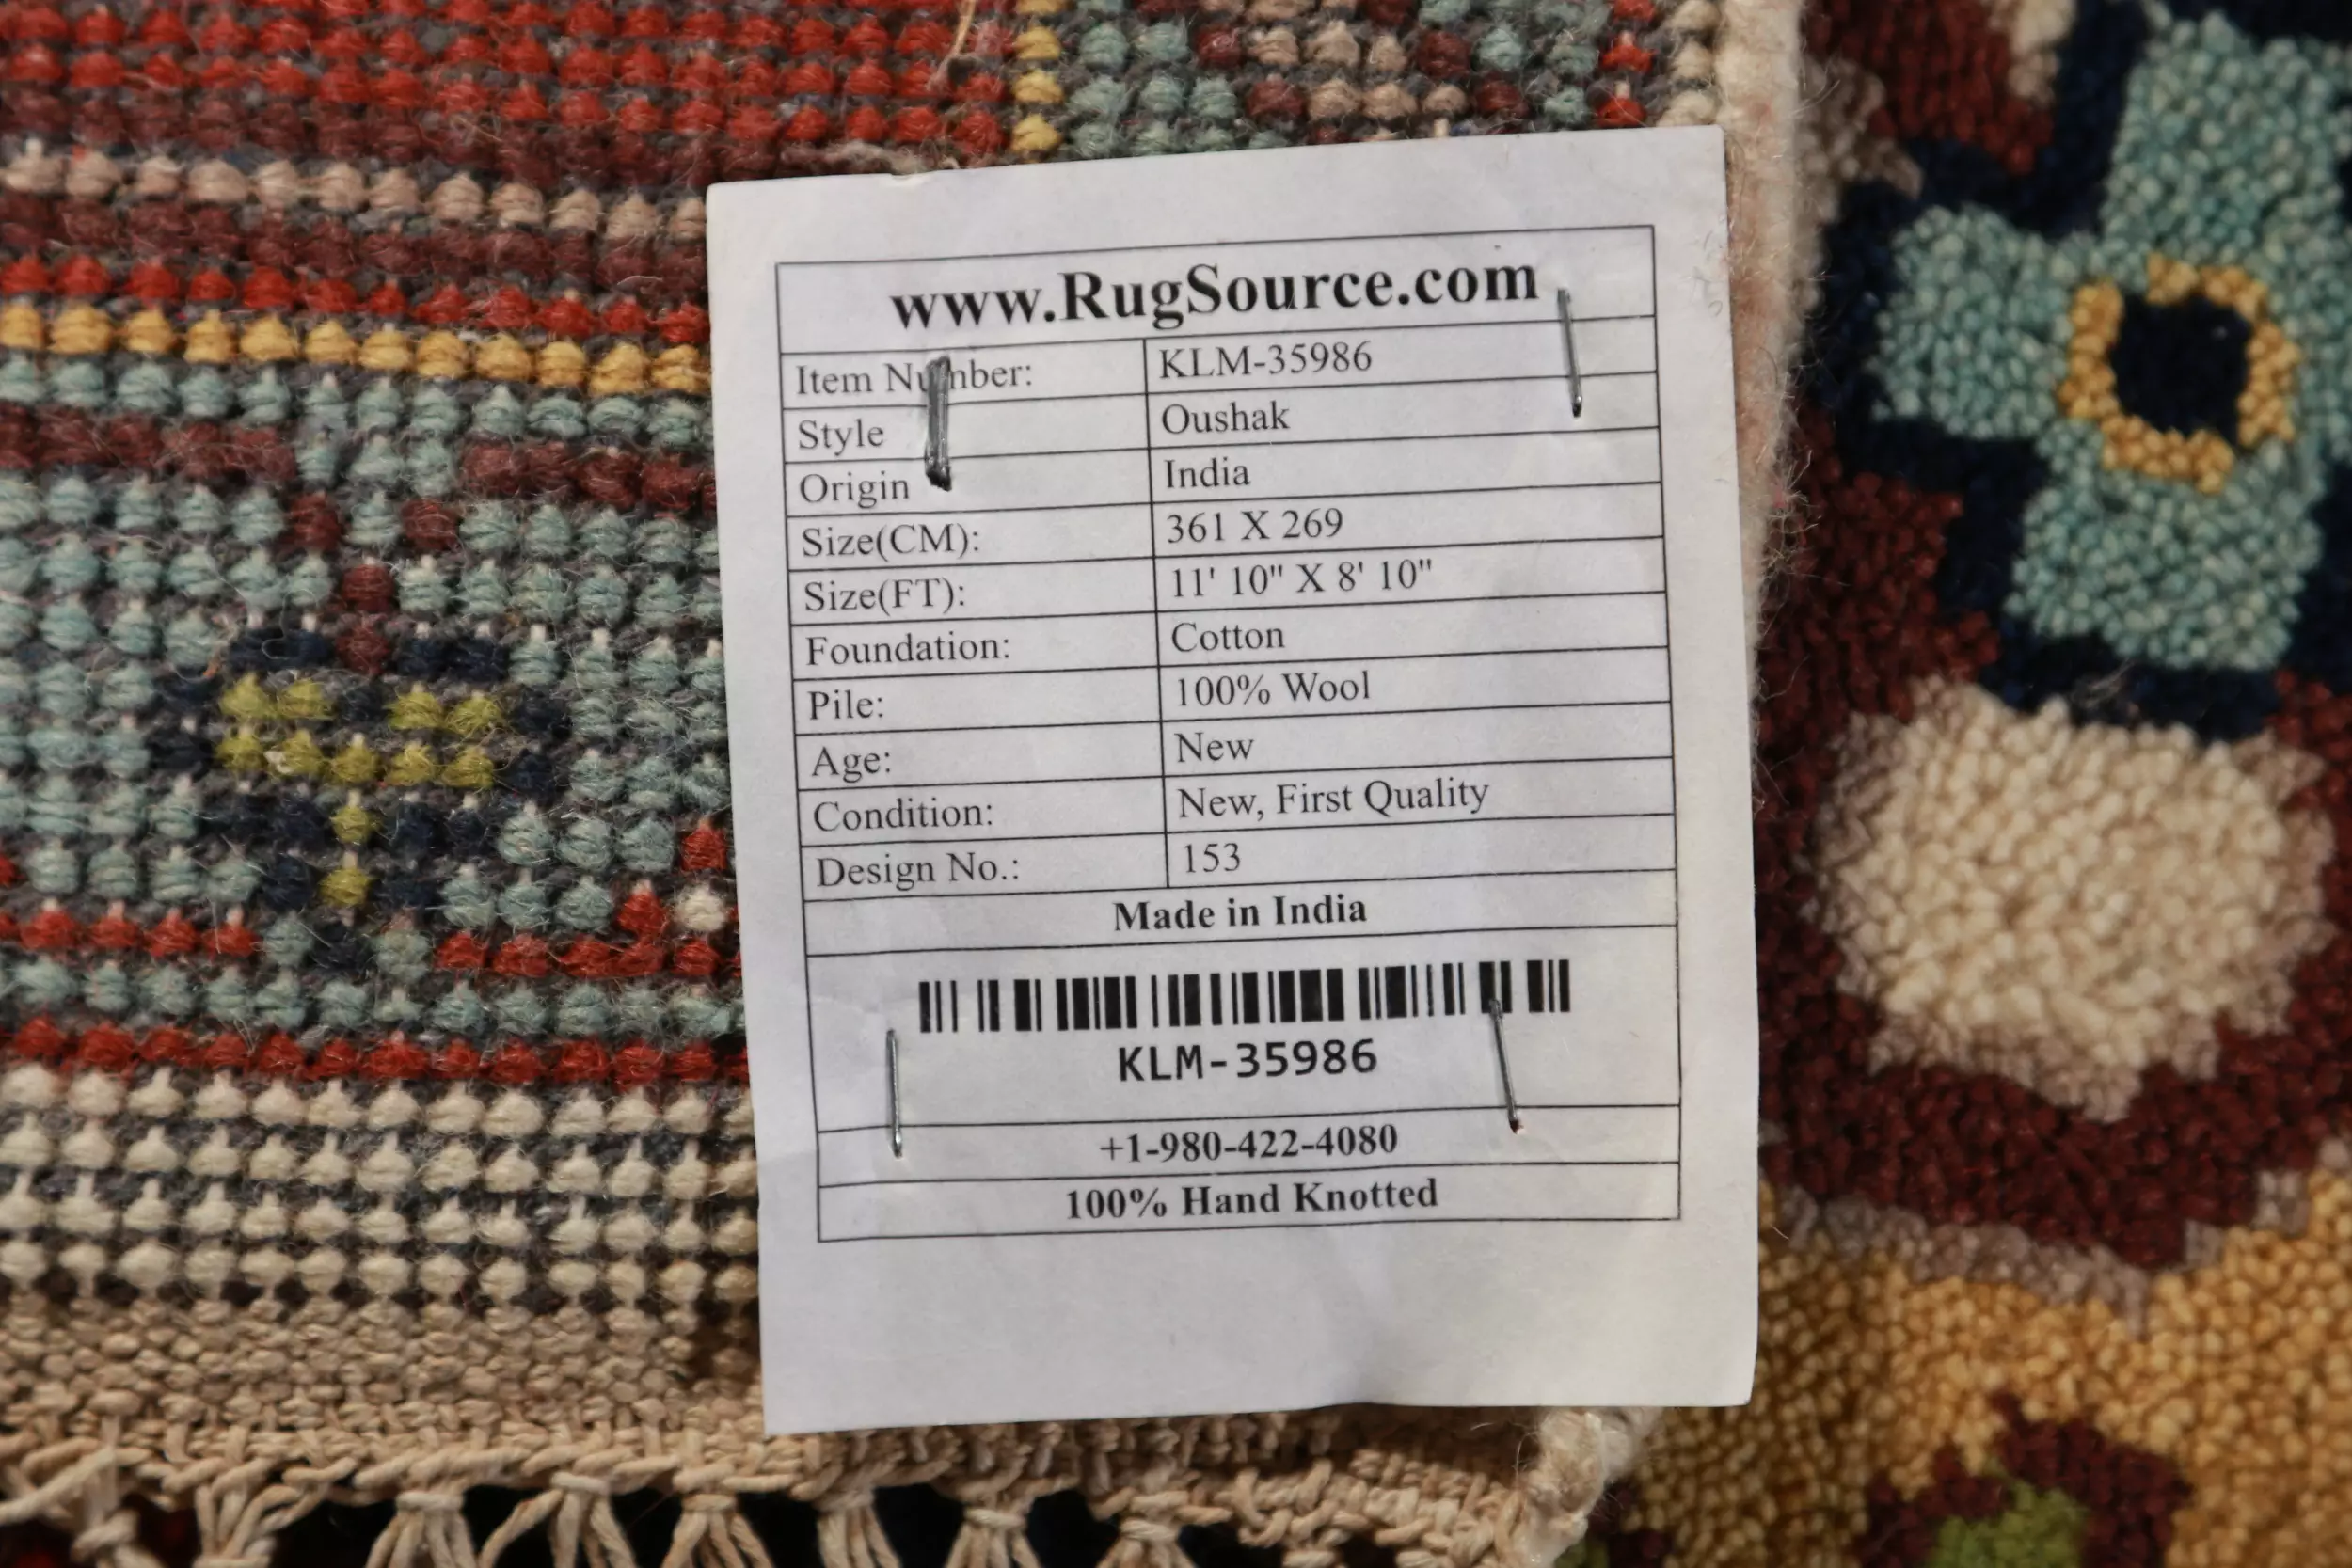 www.RugSource.com
Item Number: KLM-35986
Style Oushak
Origin India
Size(CM): 361 X 269
Size(FT): 11' 10" X 8' 10"
Foundation: Cotton
Pile: 100% Wool
Age: New
Condition: New, First Quality
Design No.: 153
Made in India
KLM-35986
+1-980-422-4080
100% Hand Knotted